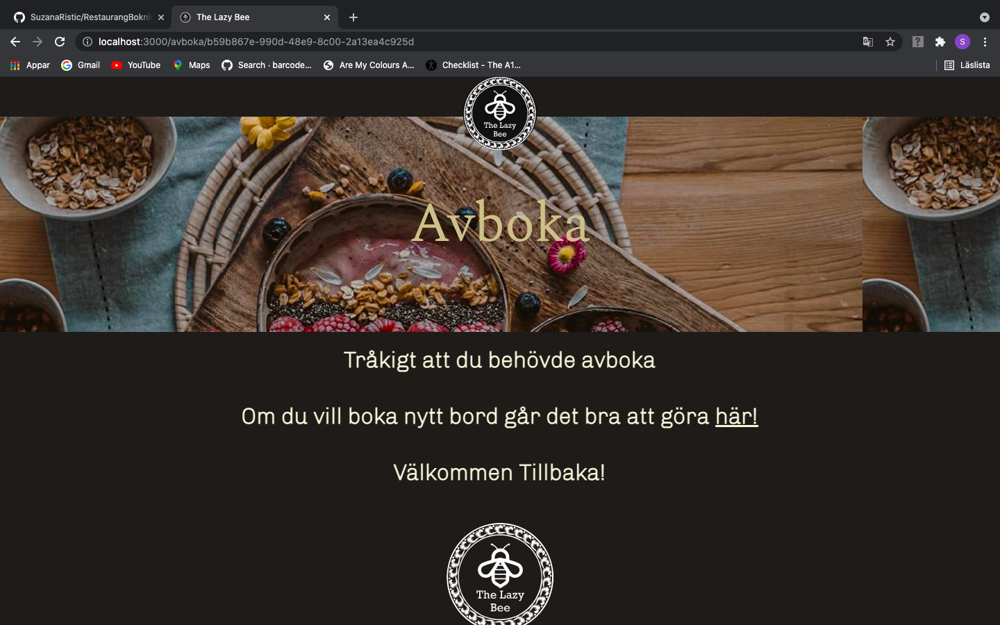 SuzanaRistic/RestaurangBokni
The Lazy Bee
localhost:3000/avboka/b59b867e-990d-48e9-8c00-2a13ea4c925d
S
Appar
Gmail
YouTube
Maps
Search · barcode...
Are My Colours A...
Checklist - The A1...
Läslista
The Lazy
Bee
Avboka
Tråkigt att du behövde avboka
Om du vill boka nytt bord går det bra att göra här!
Välkommen Tillbaka!
The Lazy
Bee